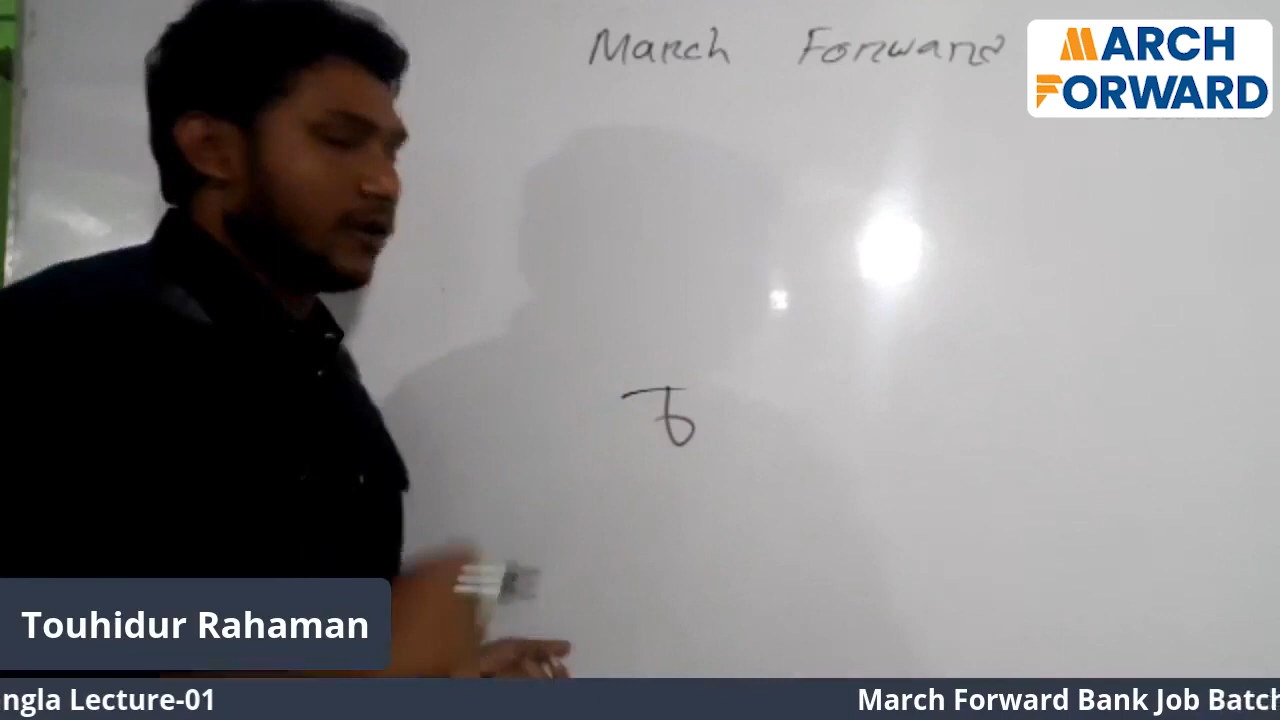 March Forward
MARCH
FORWARD
Touhidur Rahaman
ngla Lecture-01 March Forward Bank Job Batch